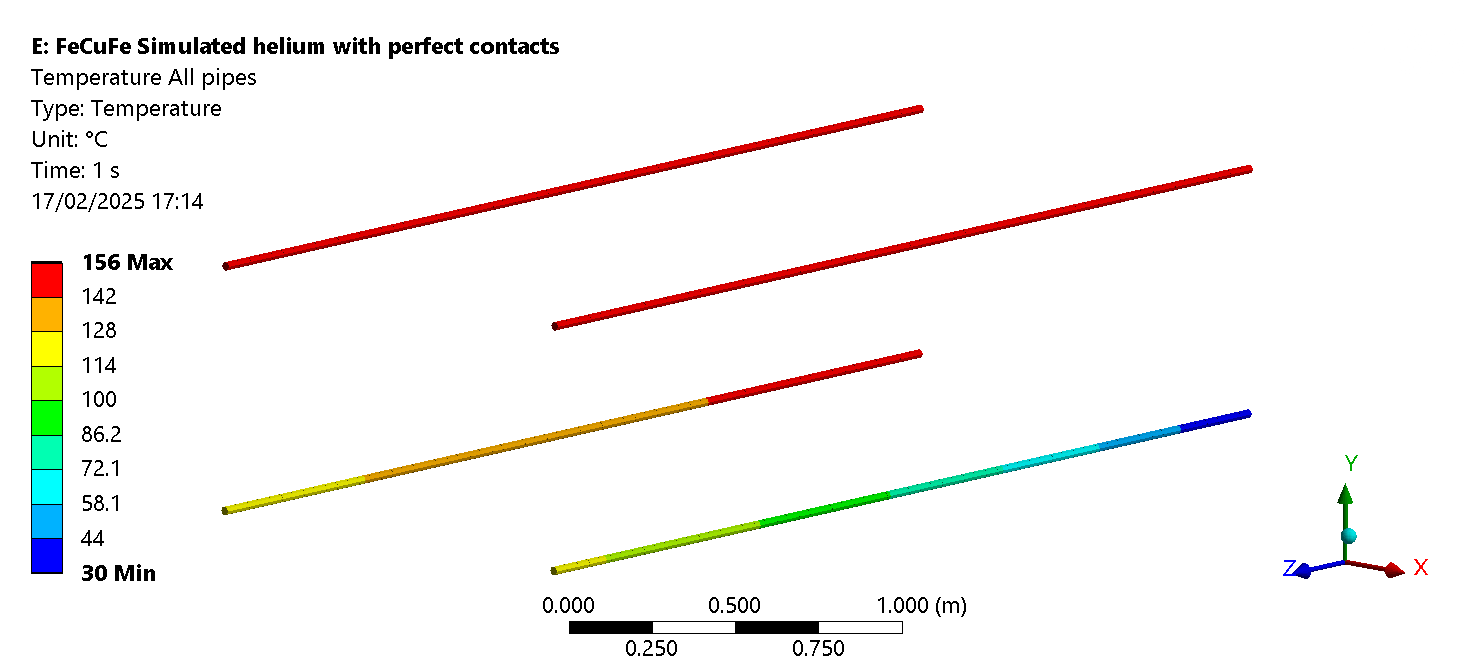 E: FeCuFe Simulated helium with perfect contacts
Temperature All pipes
Type: Temperature
Unit: °C
Time: 1 s
17/02/2025 17:14
156 Max
142
128
114
100
86.2
72.1
58.1
44
30 Min
0.000 0.500 1.000 (m)
0.250 0.750
Y
Z X